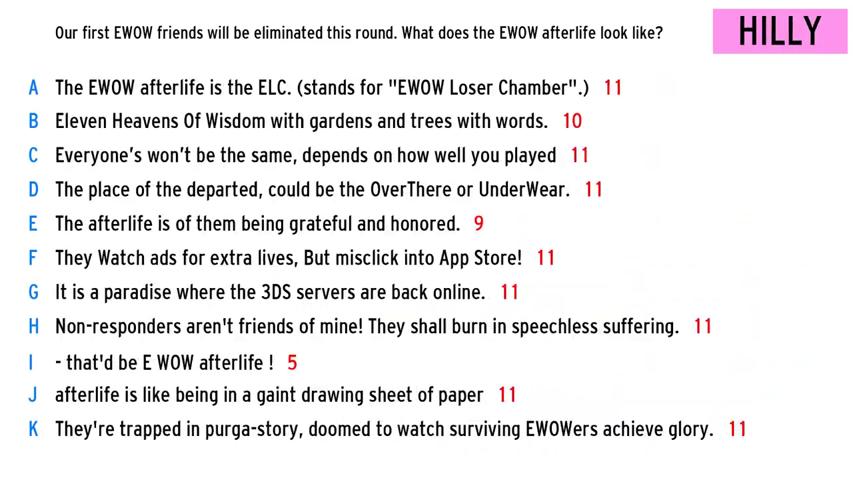 Our first EWOW friends will be eliminated this round. What does the EWOW afterlife look like?
HILLY
A The EWOW afterlife is the ELC. (stands for "EWOW Loser Chamber".) 11
B Eleven Heavens Of Wisdom with gardens and trees with words. 10
C Everyone’s won’t be the same, depends on how well you played 11
D The place of the departed, could be the OverThere or UnderWear. 11
E The afterlife is of them being grateful and honored. 9
F They Watch ads for extra lives, But misclick into App Store! 11
G It is a paradise where the 3DS servers are back online. 11
H Non-responders aren't friends of mine! They shall burn in speechless suffering. 11
I - that'd be E WOW afterlife ! 5
J afterlife is like being in a gaint drawing sheet of paper 11
K They're trapped in purga-story, doomed to watch surviving EWOWers achieve glory. 11